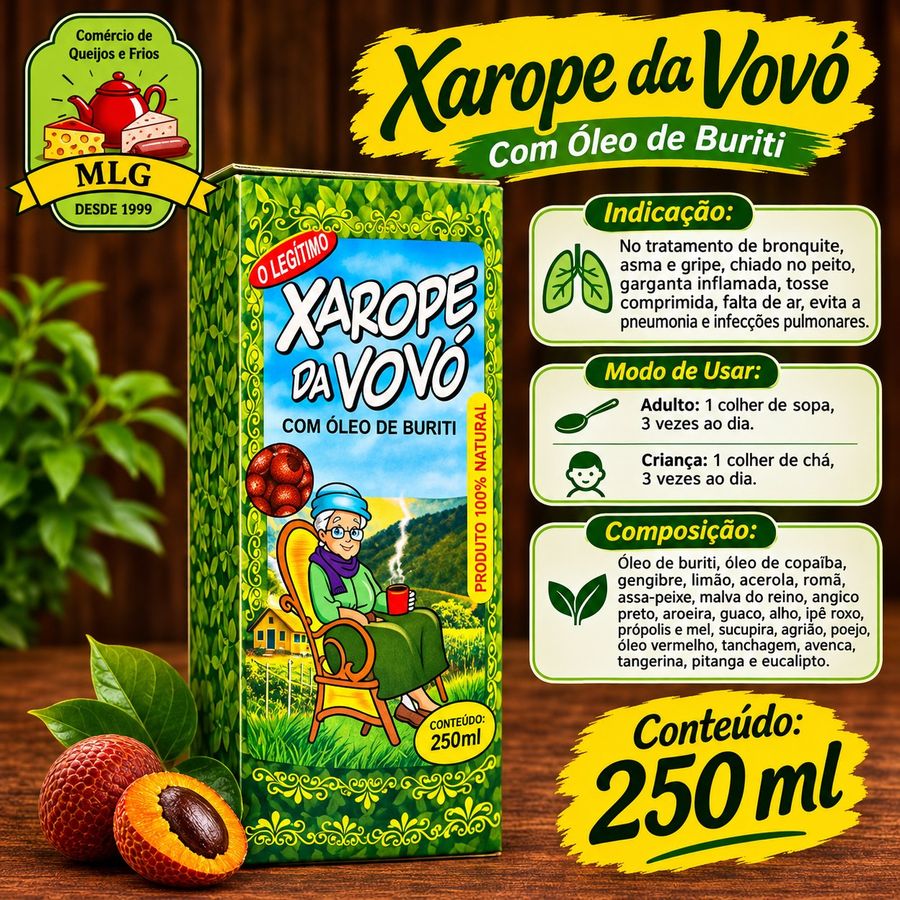 Comércio de
Queijos e Frios
MLG
DESDE 1999
Xarope da Vovó
Com Óleo de Buriti
O LEGÍTIMO
XAROPE
DA VOVÓ
COM ÓLEO DE BURITI
PRODUTO 100% NATURAL
CONTEÚDO:
250ml
Indicação:
No tratamento de bronquite,
asma e gripe, chiado no peito,
garganta inflamada, tosse
comprimida, falta de ar, evita a
pneumonia e infecções pulmonares.
Modo de Usar:
Adulto: 1 colher de sopa,
3 vezes ao dia.
Criança: 1 colher de chá,
3 vezes ao dia.
Composição:
Óleo de buriti, óleo de copaíba,
gengibre, limão, acerola, romã,
assa-peixe, malva do reino, angico
preto, aroeira, guaco, alho, ipê roxo,
própolis e mel, sucupira, agrião, poejo,
óleo vermelho, tanchagem, avenca,
tangerina, pitanga e eucalipto.
Conteúdo:
250 ml